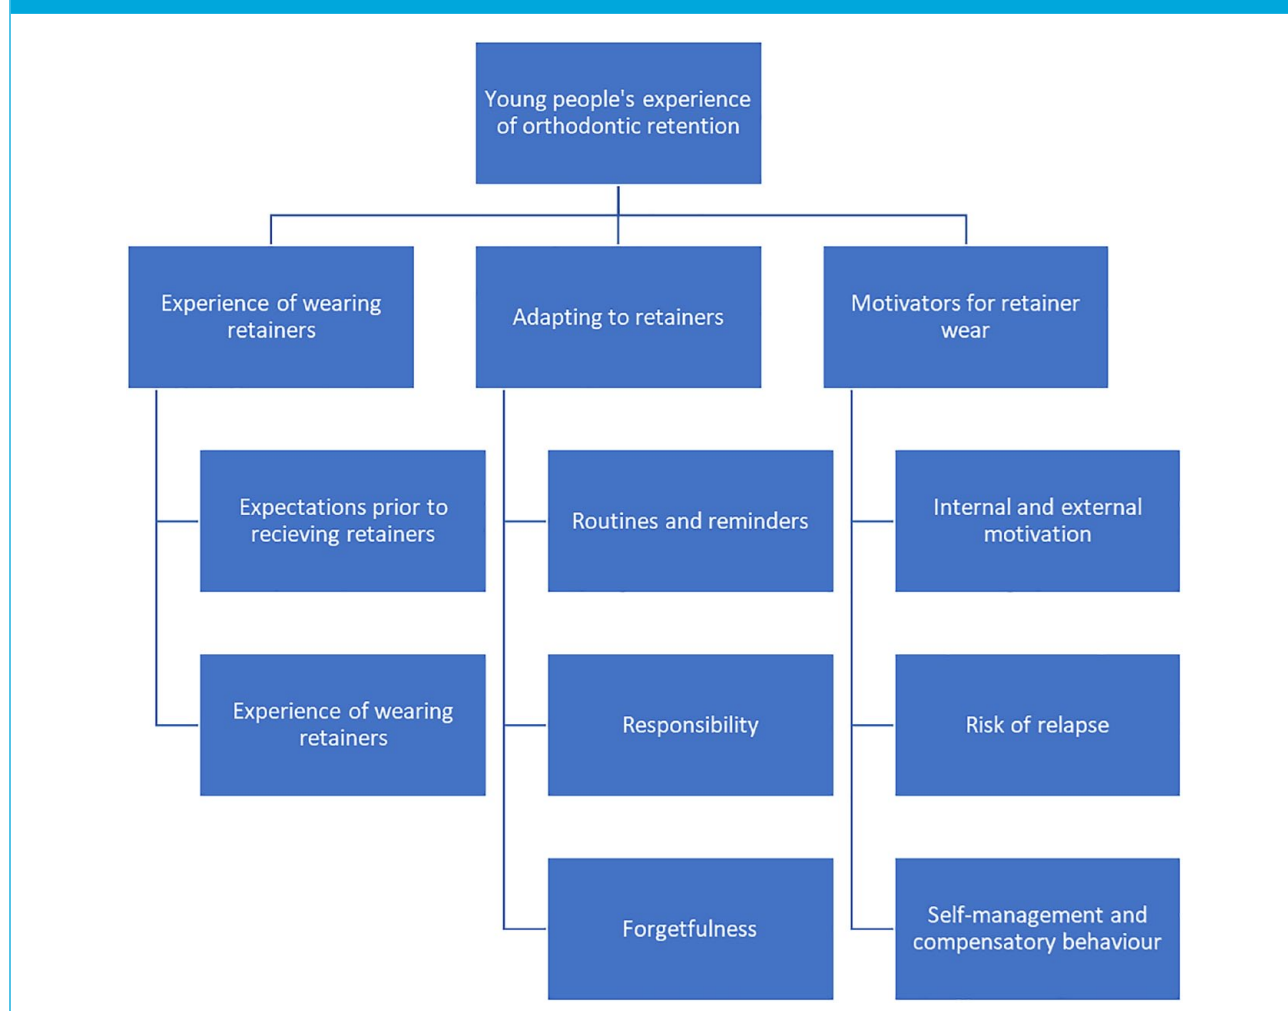 Young people's experience
of orthodontic retention
Experience of wearing
retainers
Adapting to retainers
Motivators for retainer
wear
Expectations prior to
recieving retainers
Routines and reminders
Internal and external
motivation
Experience of wearing
retainers
Responsibility
Risk of relapse
Forgetfulness
Self-management and
compensatory behaviour